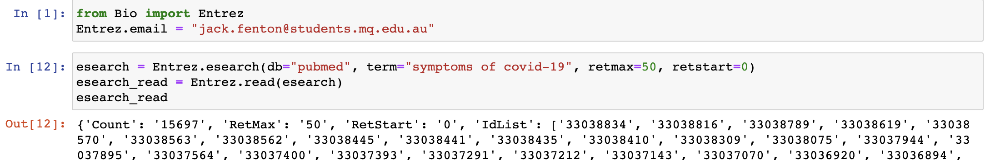 In [1]: from Bio import Entrez
Entrez.email = "jack.fenton@students.mq.edu.au"
In [12]: esearch = Entrez.esearch(db="pubmed", term="symptoms of covid-19", retmax=50, retstart=0)
esearch_read = Entrez.read(esearch)
esearch_read
Out[12]: {'Count': '15697', 'RetMax': '50', 'RetStart': '0', 'IdList': ['33038834', '33038816', '33038789', '33038619', '33038
570', '33038563', '33038562', '33038445', '33038441', '33038435', '33038410', '33038309', '33038075', '33037944', '33
037895', '33037564', '33037400', '33037393', '33037291', '33037212', '33037143', '33037070', '33036920', '33036894',